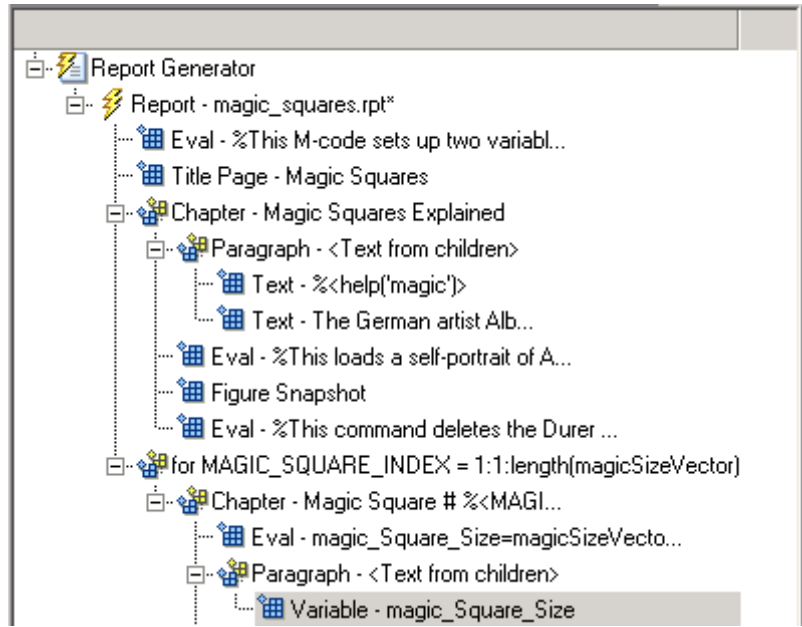 Report Generator
Report - magic_squares.rpt*
Eval - %This M-code sets up two variabl...
Title Page - Magic Squares
Chapter - Magic Squares Explained
Paragraph - <Text from children>
Text - %<help('magic')>
Text - The German artist Alb...
Eval - %This loads a self-portrait of A...
Figure Snapshot
Eval - %This command deletes the Durer ...
for MAGIC_SQUARE_INDEX = 1:1:length(magicSizeVector)
Chapter - Magic Square # %<MAGI...
Eval - magic_Square_Size=magicSizeVecto...
Paragraph - <Text from children>
Variable - magic_Square_Size